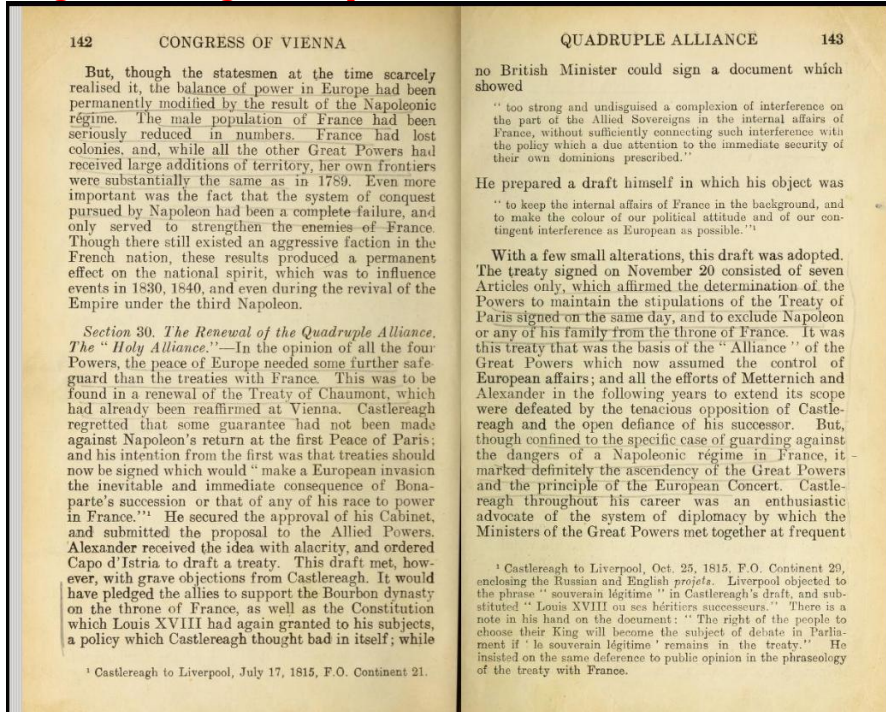 142 CONGRESS OF VIENNA
But, though the statesmen at the time scarcely
realised it, the balance of power in Europe had been
permanently modified by the result of the Napoleonic
régime. The male population of France had been
seriously reduced in numbers. France had lost
colonies, and, while all the other Great Powers had
received large additions of territory, her own frontiers
were substantially the same as in 1789. Even more
important was the fact that the system of conquest
pursued by Napoleon had been a complete failure, and
only served to strengthen the enemies of France.
Though there still existed an aggressive faction in the
French nation, these results produced a permanent
effect on the national spirit, which was to influence
events in 1830, 1840, and even during the revival of the
Empire under the third Napoleon.
Section 30. The Renewal of the Quadruple Alliance.
The “ Holy Alliance.”—In the opinion of all the four
Powers, the peace of Europe needed some further safe-
guard than the treaties with France. This was to be
found in a renewal of the Treaty of Chaumont, which
had already been reaffirmed at Vienna. Castlereagh
regretted that some guarantee had not been made
against Napoleon's return at the first Peace of Paris;
and his intention from the first was that treaties should
now be signed which would “ make a European invasion
the inevitable and immediate consequence of Bona-
parte's succession or that of any of his race to power
in France.”¹ He secured the approval of his Cabinet,
and submitted the proposal to the Allied Powers.
Alexander received the idea with alacrity, and ordered
Capo d'Istria to draft a treaty. This draft met, how-
ever, with grave objections from Castlereagh. It would
have pledged the allies to support the Bourbon dynasty
on the throne of France, as well as the Constitution
which Louis XVIII had again granted to his subjects,
a policy which Castlereagh thought bad in itself; while
¹ Castlereagh to Liverpool, July 17, 1815, F.O. Continent 21.
QUADRUPLE ALLIANCE 143
no British Minister could sign a document which
showed
“ too strong and undisguised a complexion of interference on
the part of the Allied Sovereigns in the internal affairs of
France, without sufficiently connecting such interference with
the policy which a due attention to the immediate security of
their own dominions prescribed.”
He prepared a draft himself in which his object was
“ to keep the internal affairs of France in the background, and
to make the colour of our political attitude and of our con-
tingent interference as European as possible.”¹
With a few small alterations, this draft was adopted.
The treaty signed on November 20 consisted of seven
Articles only, which affirmed the determination of the
Powers to maintain the stipulations of the Treaty of
Paris signed on the same day, and to exclude Napoleon
or any of his family from the throne of France. It was
this treaty that was the basis of the “ Alliance ” of the
Great Powers which now assumed the control of
European affairs; and all the efforts of Metternich and
Alexander in the following years to extend its scope
were defeated by the tenacious opposition of Castle-
reagh and the open defiance of his successor. But,
though confined to the specific case of guarding against
the dangers of a Napoleonic régime in France, it
marked definitely the ascendency of the Great Powers
and the principle of the European Concert. Castle-
reagh throughout his career was an enthusiastic
advocate of the system of diplomacy by which the
Ministers of the Great Powers met together at frequent
¹ Castlereagh to Liverpool, Oct. 25, 1815. F.O. Continent 29,
enclosing the Russian and English projets. Liverpool objected to
the phrase “ souverain légitime ” in Castlereagh's draft, and sub-
stituted “ Louis XVIII ou ses héritiers successeurs.” There is a
note in his hand on the document: “ The right of the people to
choose their King will become the subject of debate in Parlia-
ment if ‘ le souverain légitime ’ remains in the treaty.” He
insisted on the same deference to public opinion in the phraseology
of the treaty with France.